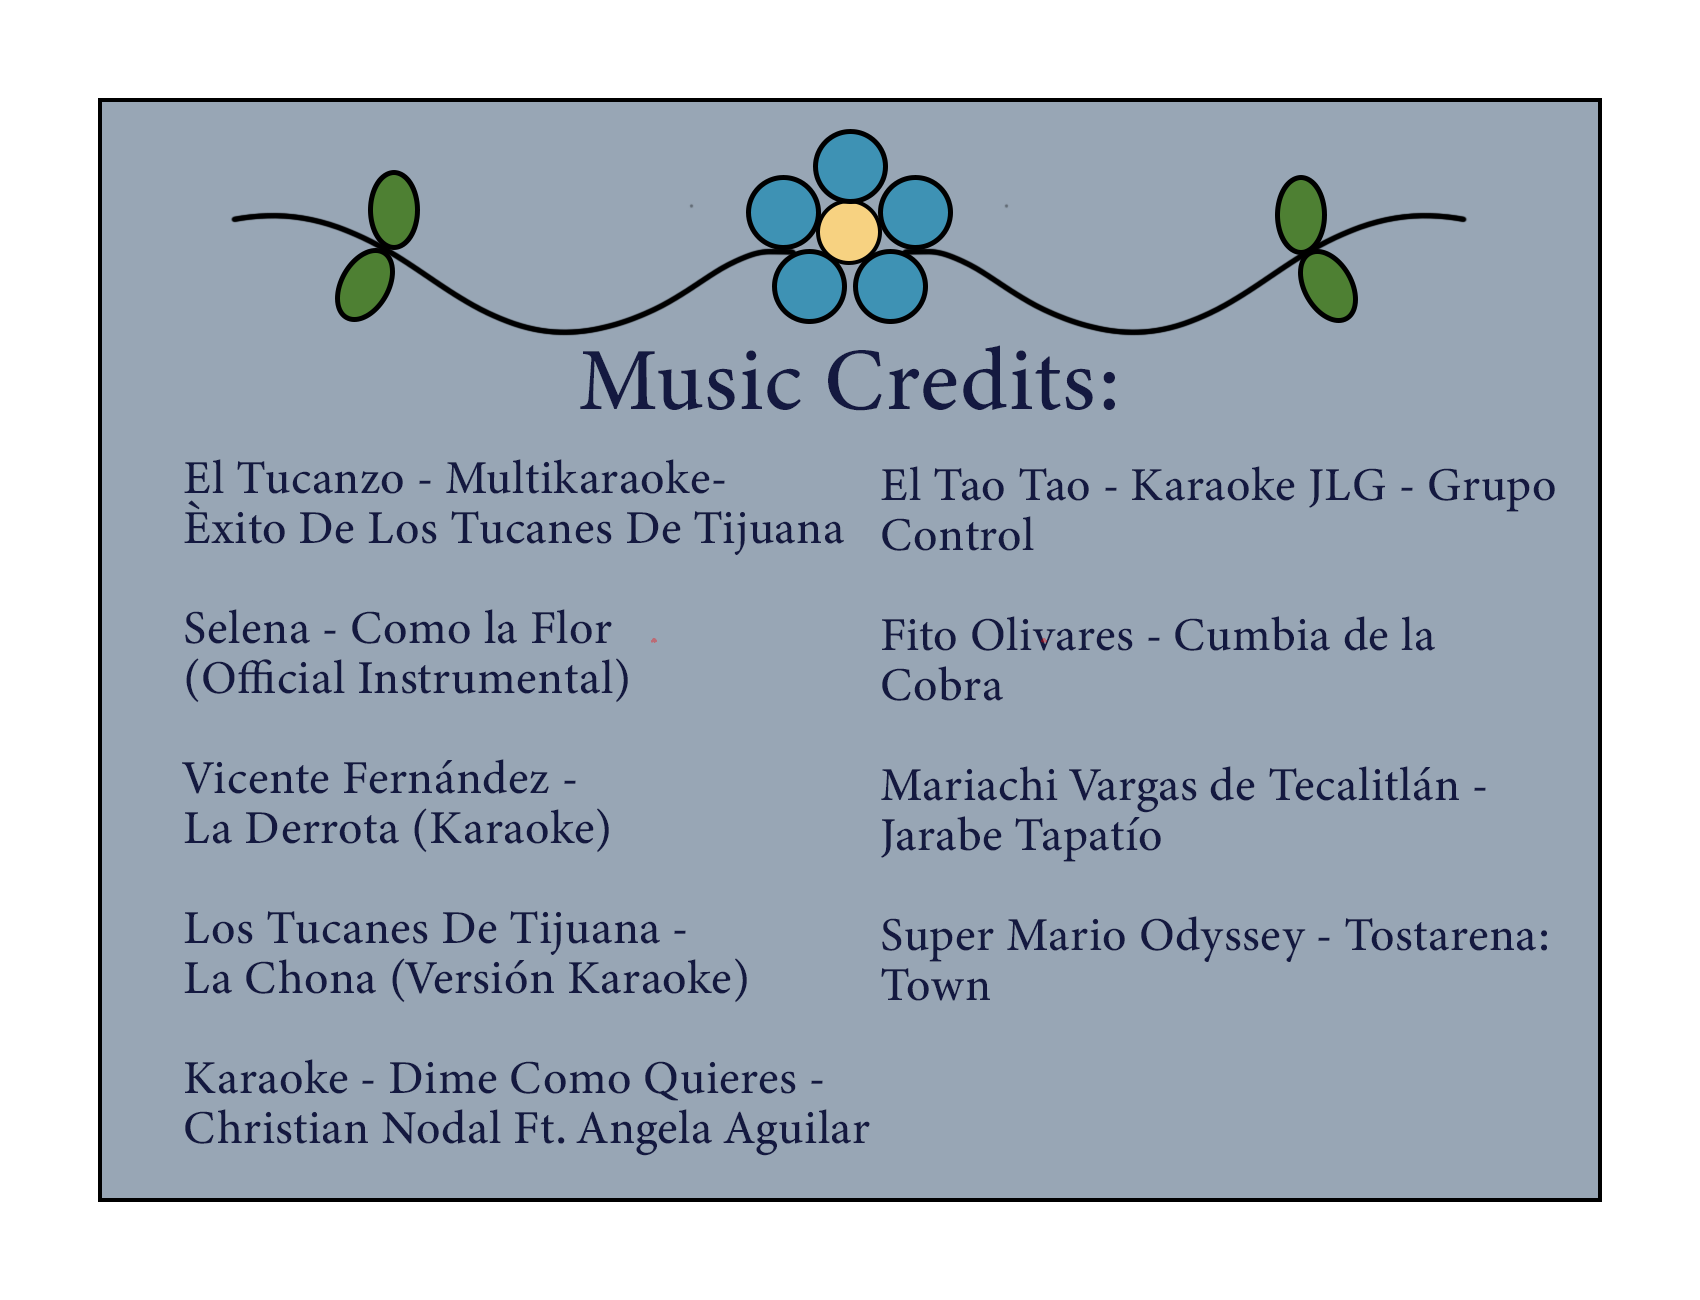 Music Credits:
El Tucanzo - Multikaraoke-
Èxito De Los Tucanes De Tijuana
Selena - Como la Flor
(Official Instrumental)
Vicente Fernández -
La Derrota (Karaoke)
Los Tucanes De Tijuana -
La Chona (Versión Karaoke)
Karaoke - Dime Como Quieres -
Christian Nodal Ft. Angela Aguilar
El Tao Tao - Karaoke JLG - Grupo
Control
Fito Olivares - Cumbia de la
Cobra
Mariachi Vargas de Tecalitlán -
Jarabe Tapatío
Super Mario Odyssey - Tostarena:
Town